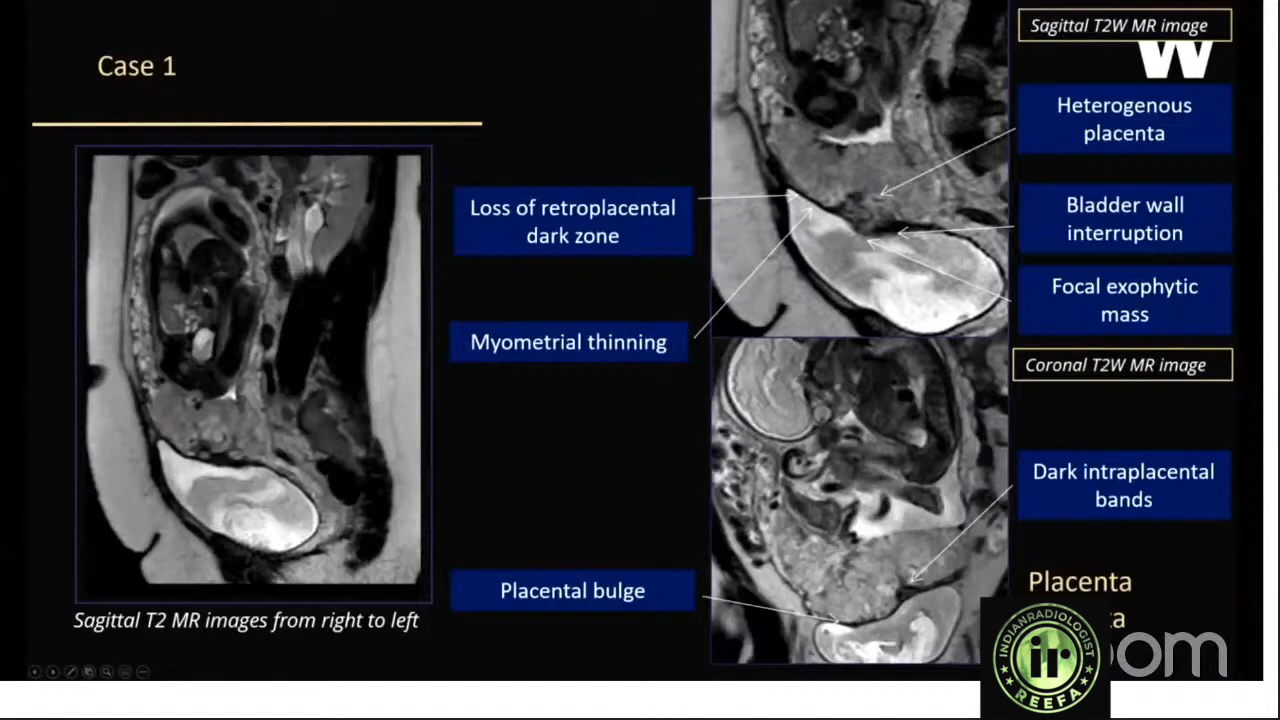 Case 1
Sagittal T2 MR images from right to left
Loss of retroplacental
dark zone
Myometrial thinning
Placental bulge
Sagittal T2W MR image
W
Heterogenous
placenta
Bladder wall
interruption
Focal exophytic
mass
Coronal T2W MR image
Dark intraplacental
bands
Placenta
INDIANRADIOLOGIST
ir
REEFA